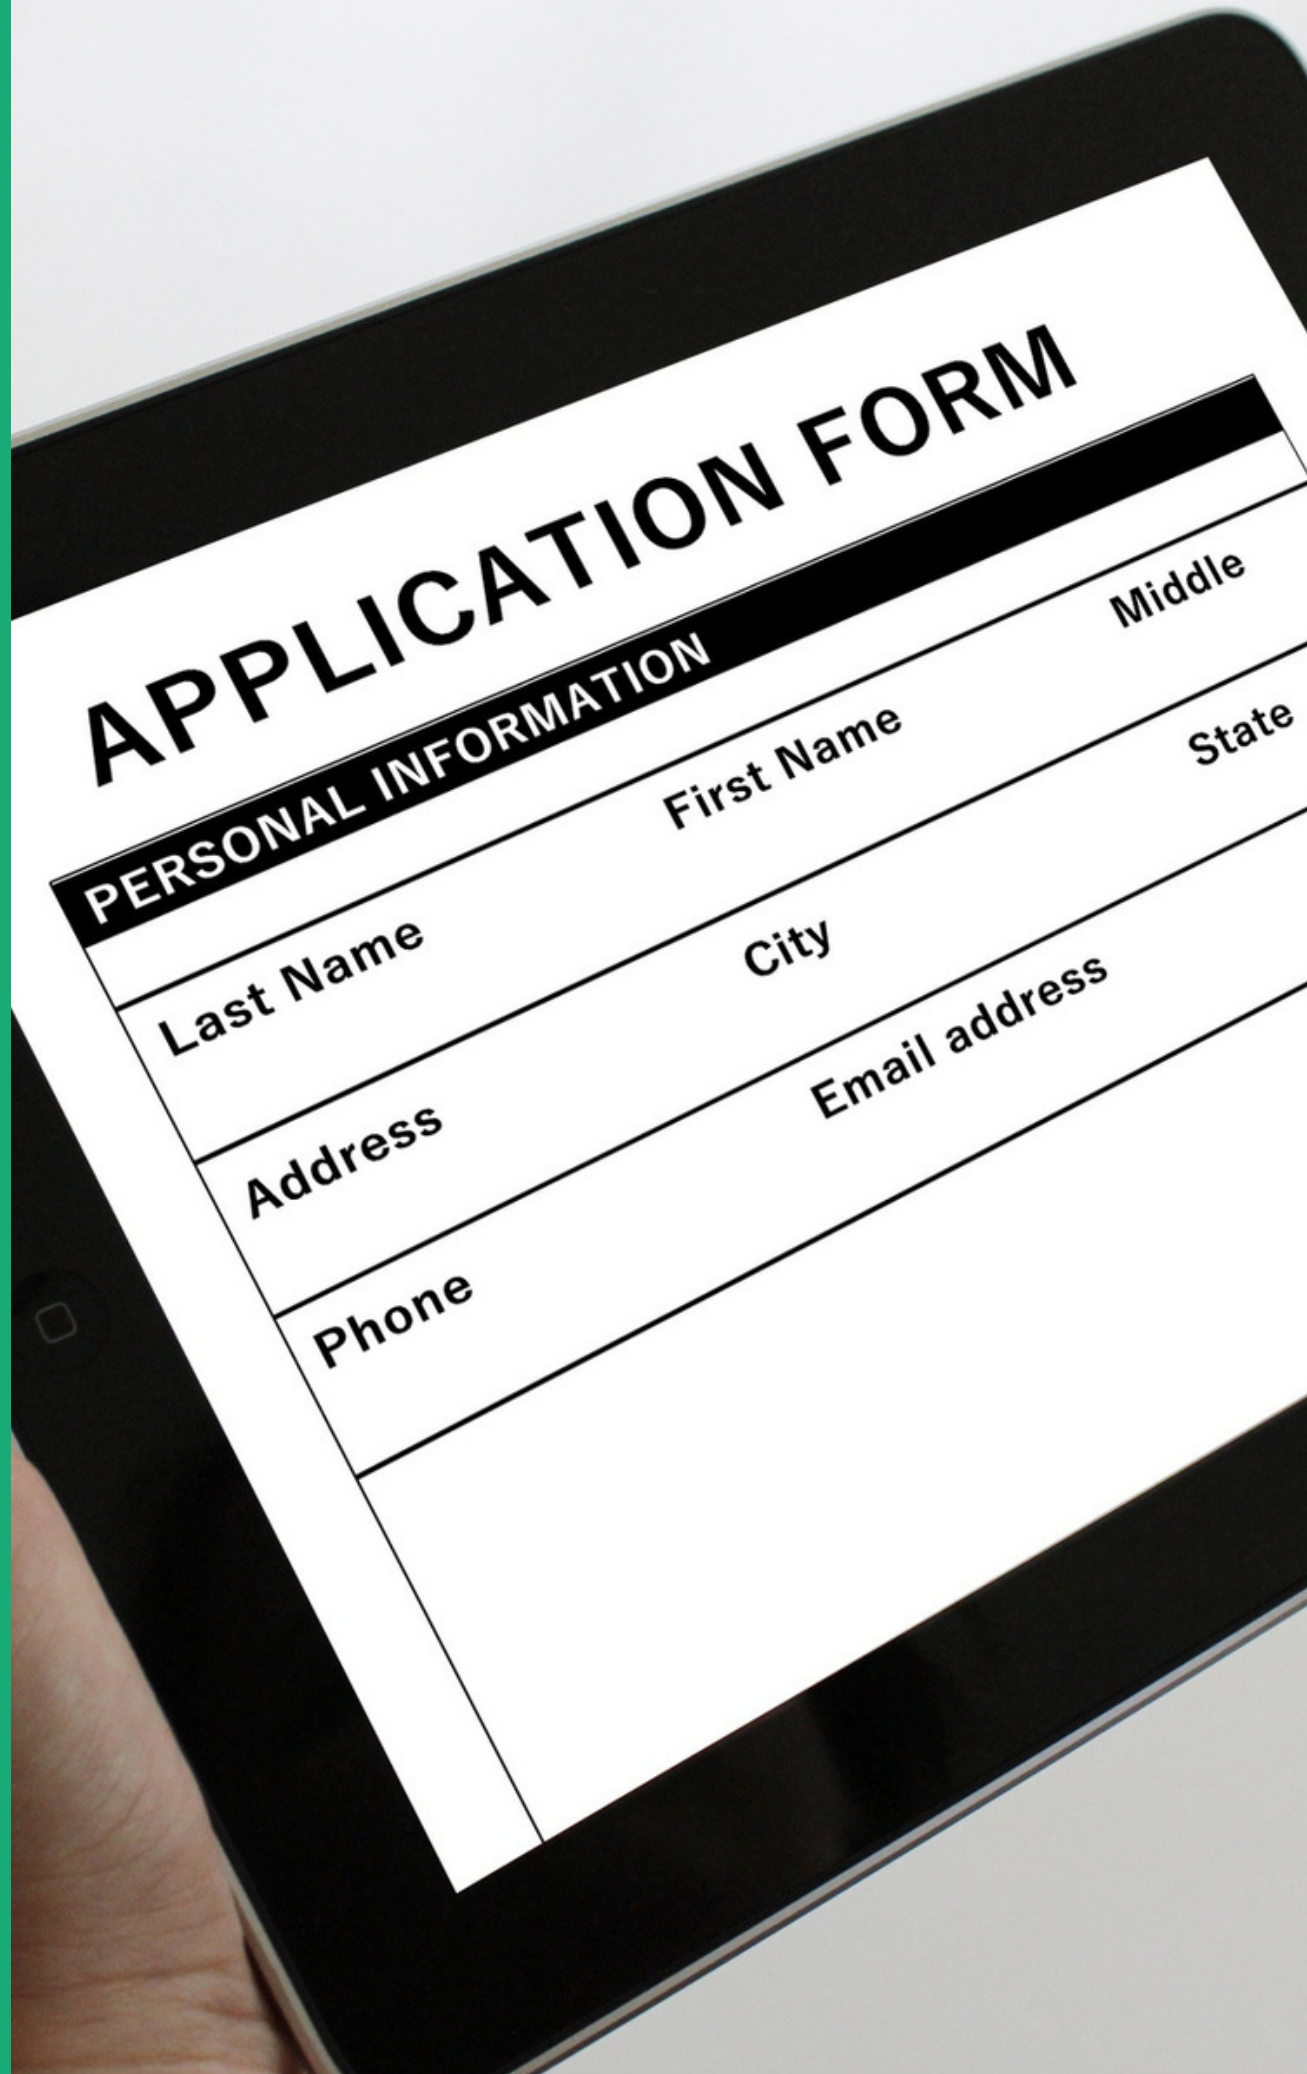 APPLICATION FORM
PERSONAL INFORMATION
Last Name First Name Middle
Address City State
Phone Email address